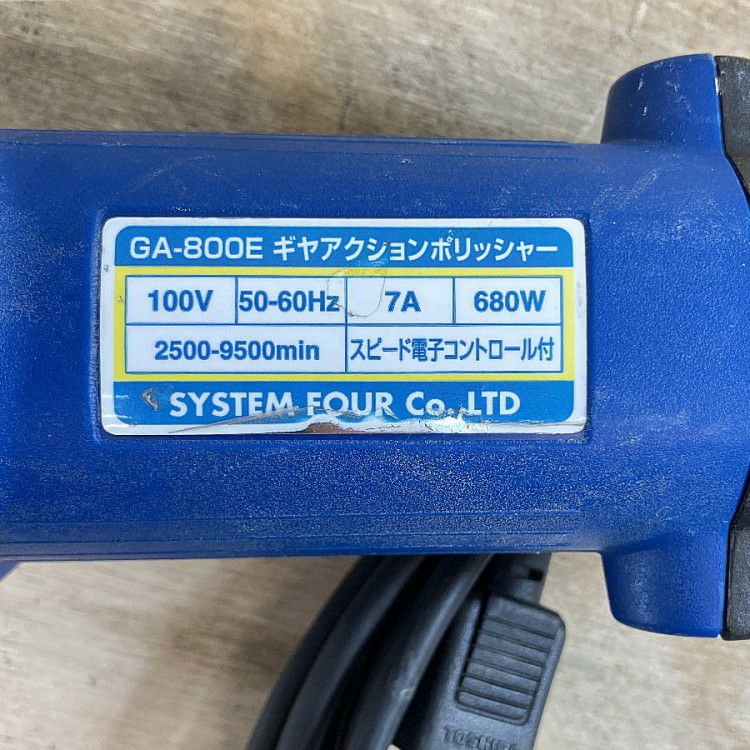 GA-800E ギヤアクションポリッシャー
100V 50-60Hz 7A 680W
2500-9500min スピード電子コントロール付
SYSTEM FOUR Co.,LTD